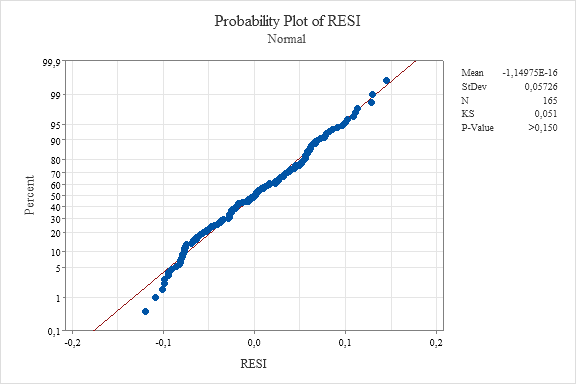 Probability Plot of RESI
Normal
Mean -1,14975E-16
StDev 0,05726
N 165
KS 0,051
P-Value >0,150
99,9
99
95
90
80
70
60
50
40
30
20
10
5
1
0,1
Percent
-0,2 -0,1 0,0 0,1 0,2
RESI